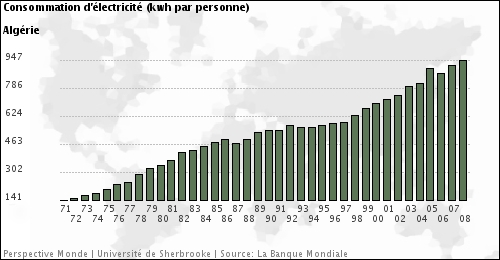 Consommation d'électricité (kwh par personne)
Algérie
947
786
624
463
302
141
71 73 75 77 79 81 83 85 87 89 91 93 95 97 99 01 03 05 07
72 74 76 78 80 82 84 86 88 90 92 94 96 98 00 02 04 06 08
Perspective Monde | Université de Sherbrooke | Source: La Banque Mondiale